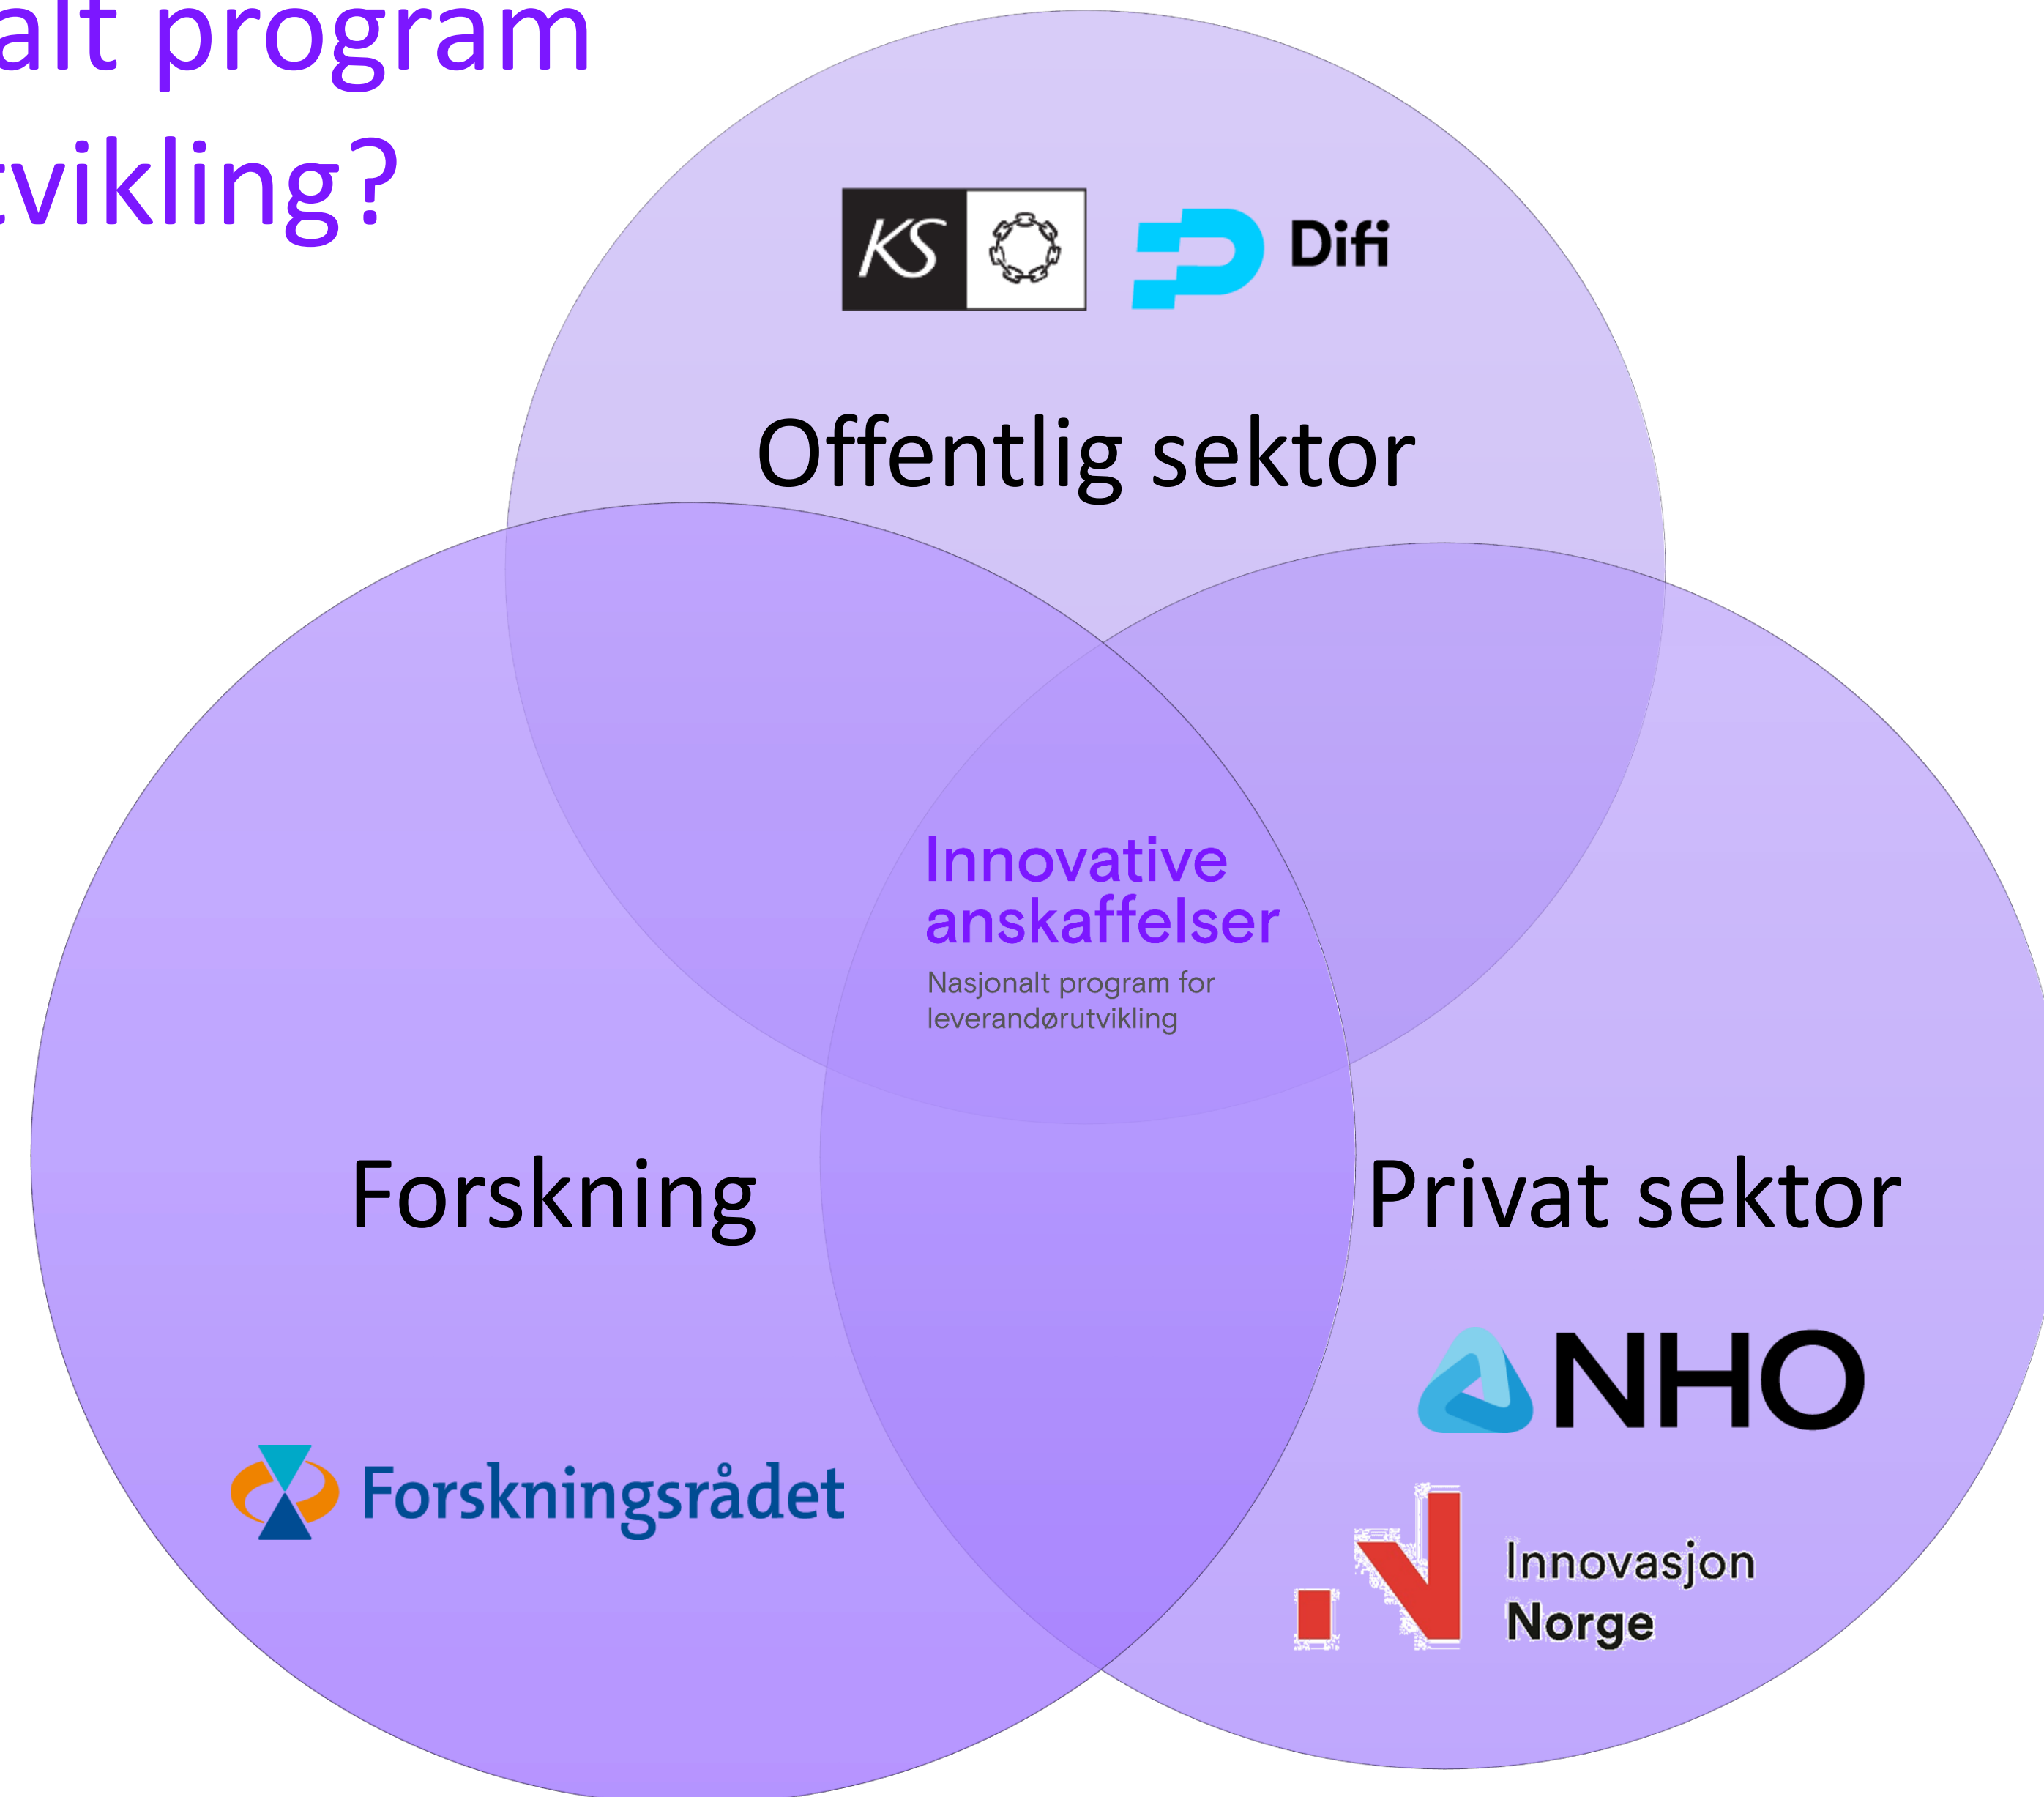 alt program
tvikling?
KS
Difi
Offentlig sektor
Innovative
anskaffelser
Nasjonalt program for
leverandørutvikling
Forskning
Privat sektor
NHO
Forskningsrådet
Innovasjon
Norge